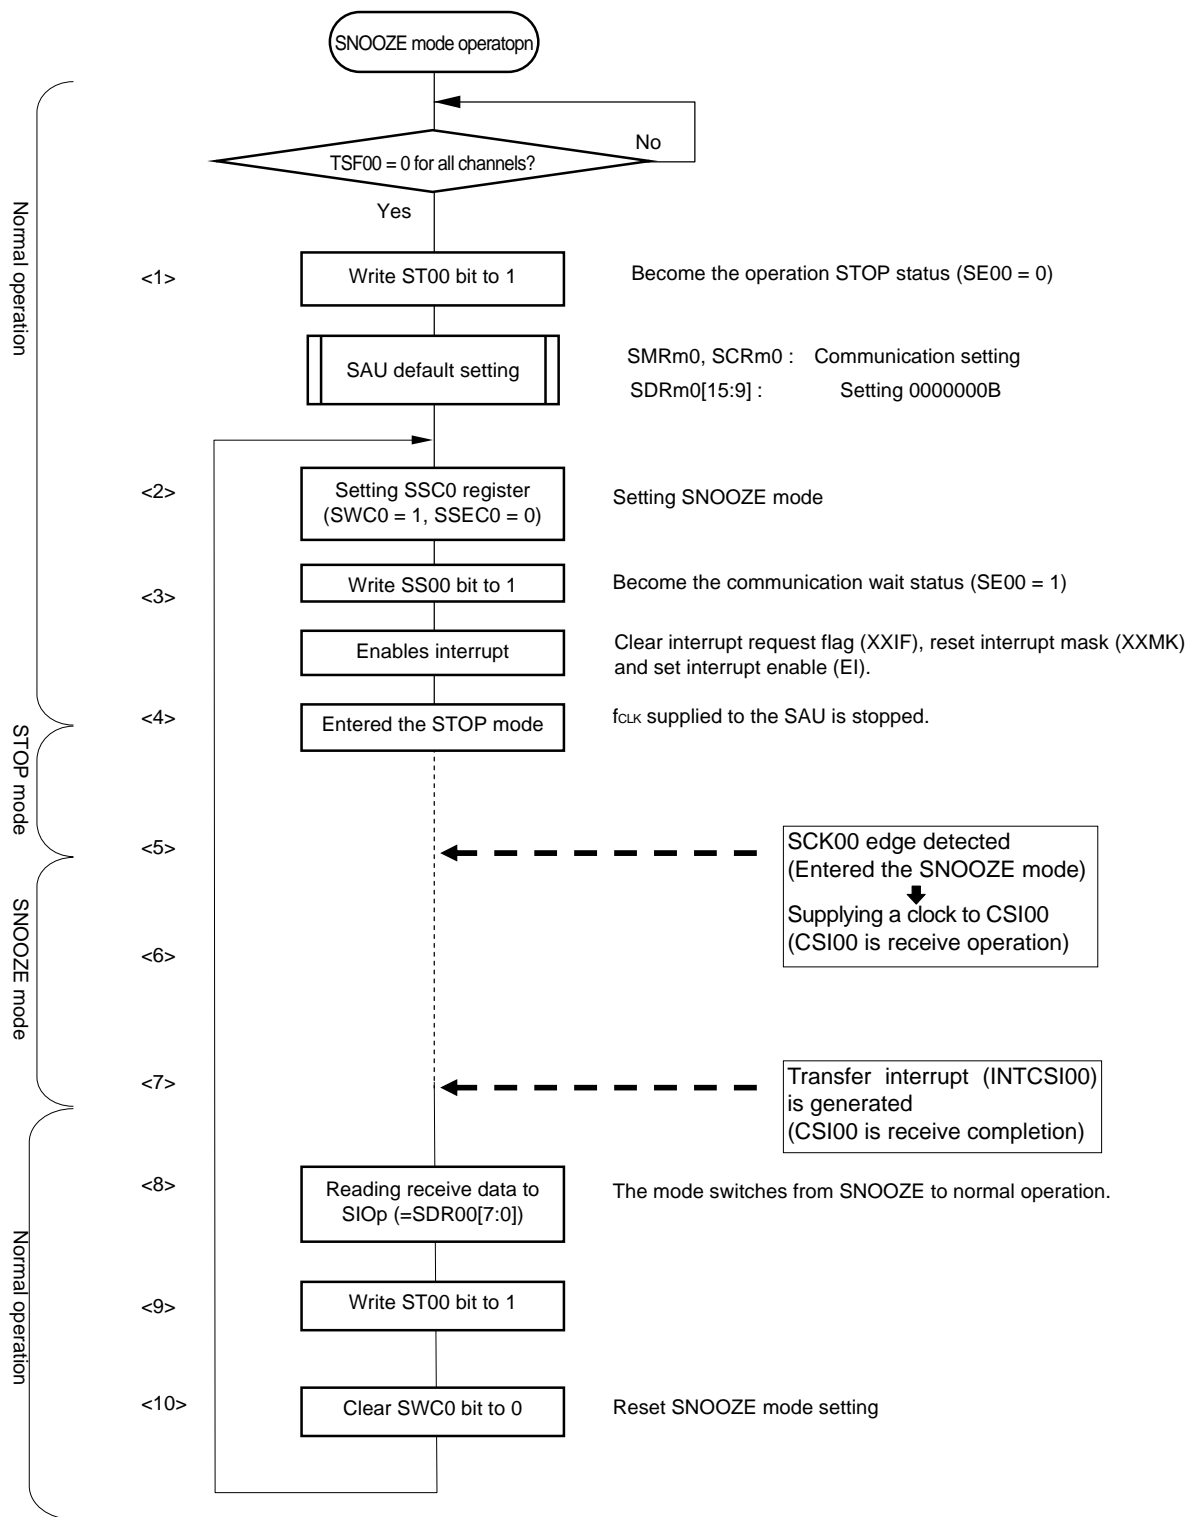 SNOOZE mode operatopn
No
TSF00 = 0 for all channels?
Yes
Normal operation
<1>
Write ST00 bit to 1
Become the operation STOP status (SE00 = 0)
SAU default setting
SMRm0, SCRm0 : Communication setting
SDRm0[15:9] : Setting 0000000B
<2>
Setting SSC0 register
(SWC0 = 1, SSEC0 = 0)
Setting SNOOZE mode
<3>
Write SS00 bit to 1
Become the communication wait status (SE00 = 1)
Enables interrupt
Clear interrupt request flag (XXIF), reset interrupt mask (XXMK)
and set interrupt enable (EI).
<4>
Entered the STOP mode
fCLK supplied to the SAU is stopped.
STOP mode
<5>
SCK00 edge detected
(Entered the SNOOZE mode)
Supplying a clock to CSI00
(CSI00 is receive operation)
SNOOZE mode
<6>
<7>
Transfer interrupt (INTCSI00)
is generated
(CSI00 is receive completion)
Normal operation
<8>
Reading receive data to
SIOp (=SDR00[7:0])
The mode switches from SNOOZE to normal operation.
<9>
Write ST00 bit to 1
<10>
Clear SWC0 bit to 0
Reset SNOOZE mode setting